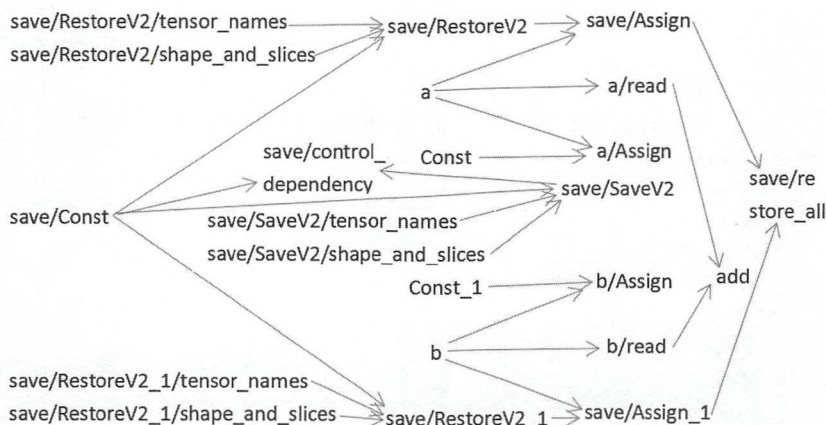 save/RestoreV2/tensor_names
save/RestoreV2
save/Assign
save/RestoreV2/shape_and_slices
a
a/read
save/control_
dependency
Const
a/Assign
save/SaveV2
save/re
store_all
save/Const
save/SaveV2/tensor_names
save/SaveV2/shape_and_slices
Const_1
b/Assign
add
b
b/read
save/RestoreV2_1/tensor_names
save/RestoreV2_1/shape_and_slices
save/RestoreV2_1
save/Assign_1